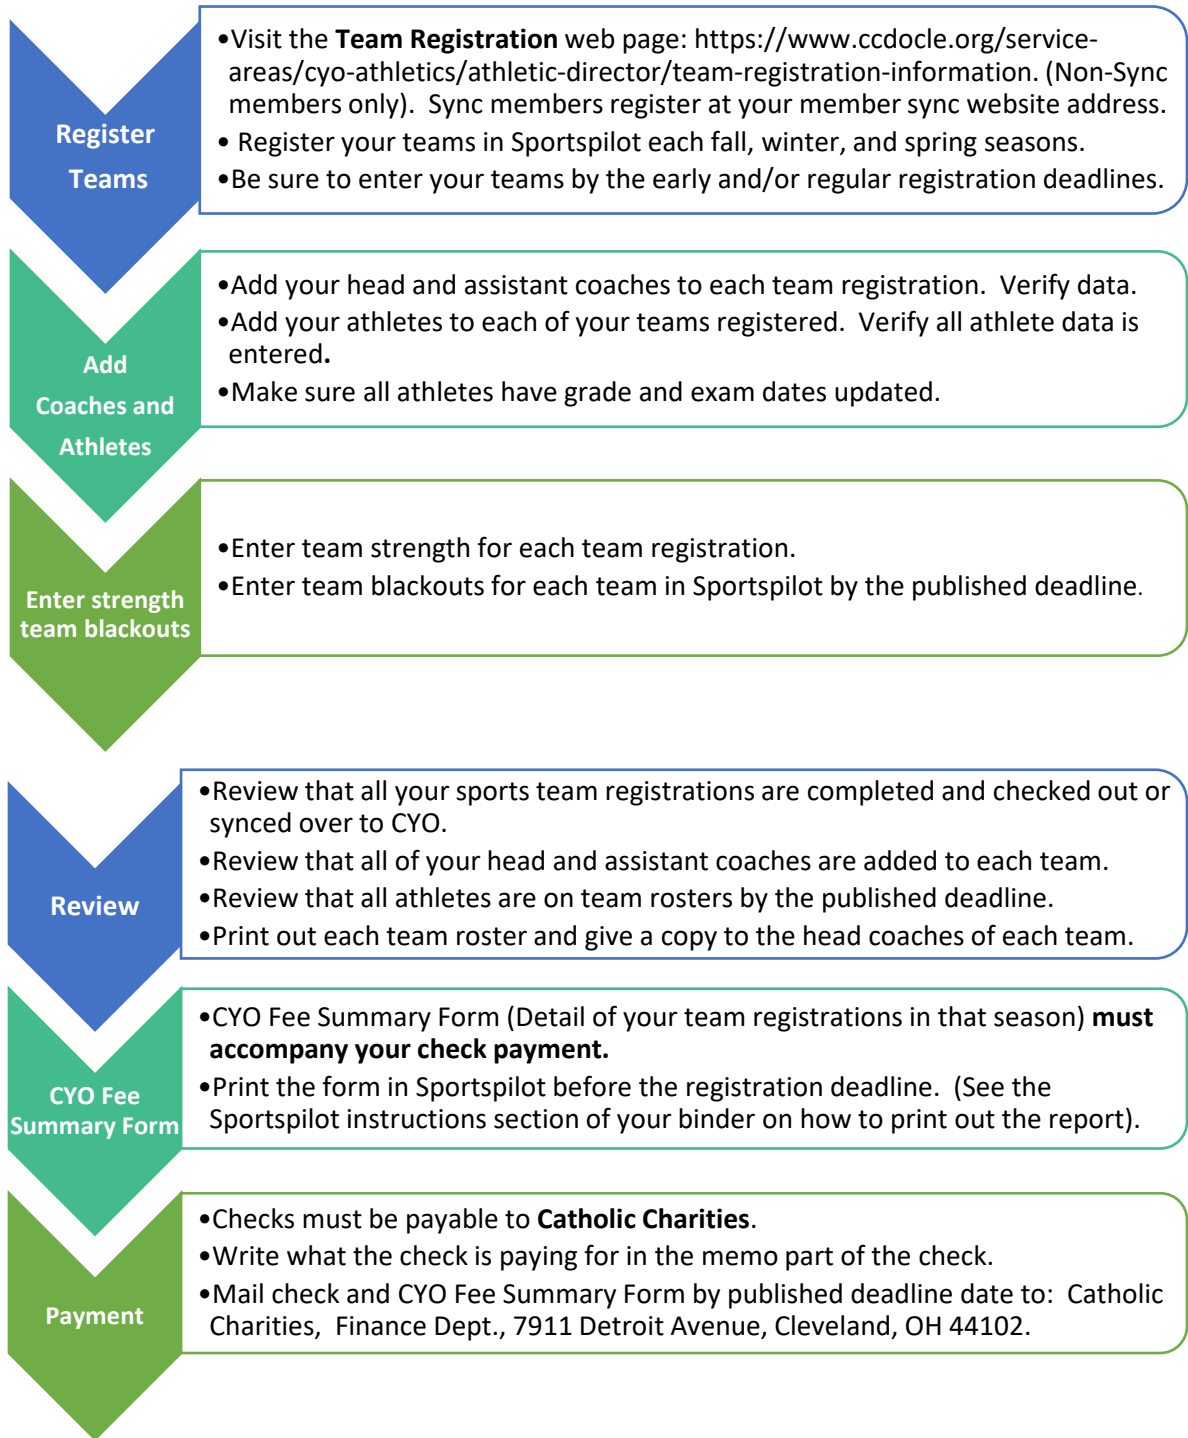 Register
Teams
•Visit the Team Registration web page: https://www.ccdocle.org/service-
areas/cyo-athletics/athletic-director/team-registration-information. (Non-Sync
members only).  Sync members register at your member sync website address.
• Register your teams in Sportspilot each fall, winter, and spring seasons.
•Be sure to enter your teams by the early and/or regular registration deadlines.
Add
Coaches and
Athletes
•Add your head and assistant coaches to each team registration.  Verify data.
•Add your athletes to each of your teams registered.  Verify all athlete data is
entered.
•Make sure all athletes have grade and exam dates updated.
Enter strength
team blackouts
•Enter team strength for each team registration.
•Enter team blackouts for each team in Sportspilot by the published deadline.
Review
•Review that all your sports team registrations are completed and checked out or
synced over to CYO.
•Review that all of your head and assistant coaches are added to each team.
•Review that all athletes are on team rosters by the published deadline.
•Print out each team roster and give a copy to the head coaches of each team.
CYO Fee
Summary Form
•CYO Fee Summary Form (Detail of your team registrations in that season) must
accompany your check payment.
•Print the form in Sportspilot before the registration deadline.  (See the
Sportspilot instructions section of your binder on how to print out the report).
Payment
•Checks must be payable to Catholic Charities.
•Write what the check is paying for in the memo part of the check.
•Mail check and CYO Fee Summary Form by published deadline date to:  Catholic
Charities,  Finance Dept., 7911 Detroit Avenue, Cleveland, OH 44102.